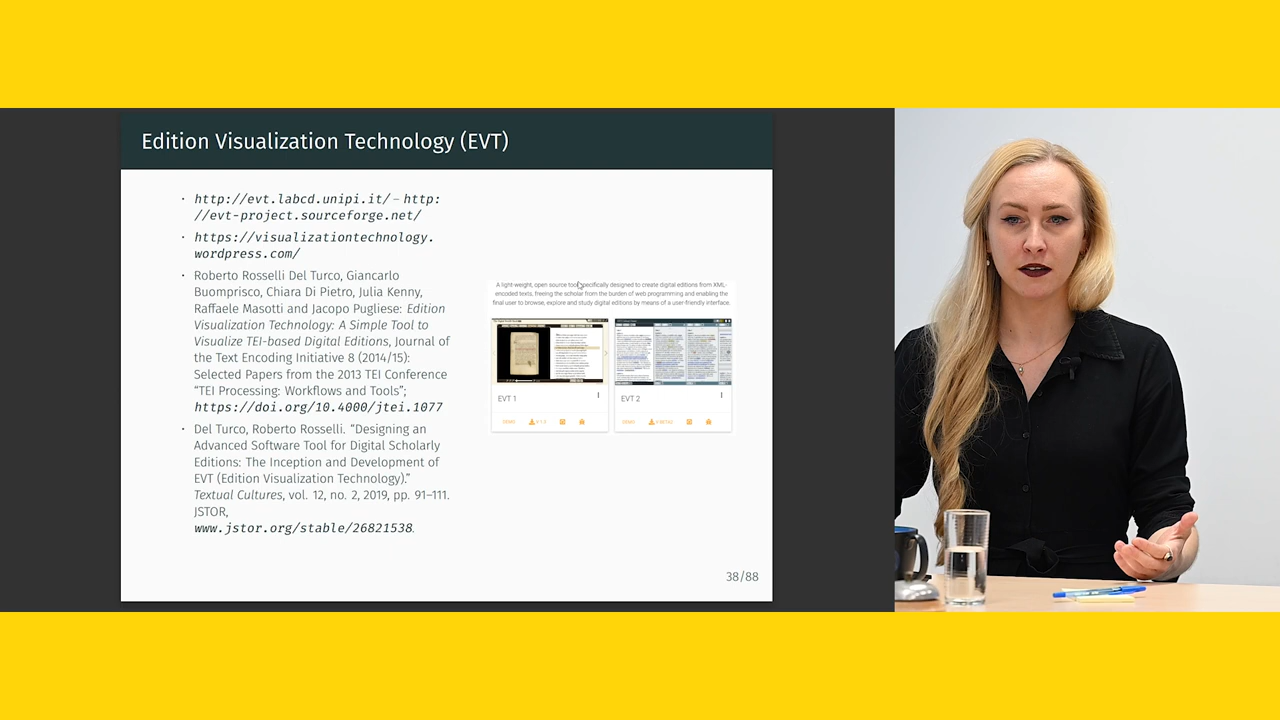 Edition Visualization Technology (EVT)
· http://evt.labcd.unipi.it/ – http:
//evt-project.sourceforge.net/
· https://visualizationtechnology.
wordpress.com/
· Roberto Rosselli Del Turco, Giancarlo
Buomprisco, Chiara Di Pietro, Julia Kenny,
Raffaele Masotti and Jacopo Pugliese: Edition
Visualization Technology: A Simple Tool to
Visualize TEI-based Digital Editions, Journal of
the Text Encoding Initiative 8 (2014/15):
Selected Papers from the 2013 TEI Conference
“TEI Processing: Workflows and Tools”;
https://doi.org/10.4000/jtei.1077
· Del Turco, Roberto Rosselli. “Designing an
Advanced Software Tool for Digital Scholarly
Editions: The Inception and Development of
EVT (Edition Visualization Technology).”
Textual Cultures, vol. 12, no. 2, 2019, pp. 91–111.
JSTOR,
www.jstor.org/stable/26821538.
A light-weight, open source tool specifically designed to create digital editions from XML-
encoded texts, freeing the scholar from the burden of web programming and enabling the
final user to browse, explore and study digital editions by means of a user-friendly interface.
EVT 1
EVT 2
DEMO
DEMO
38/88